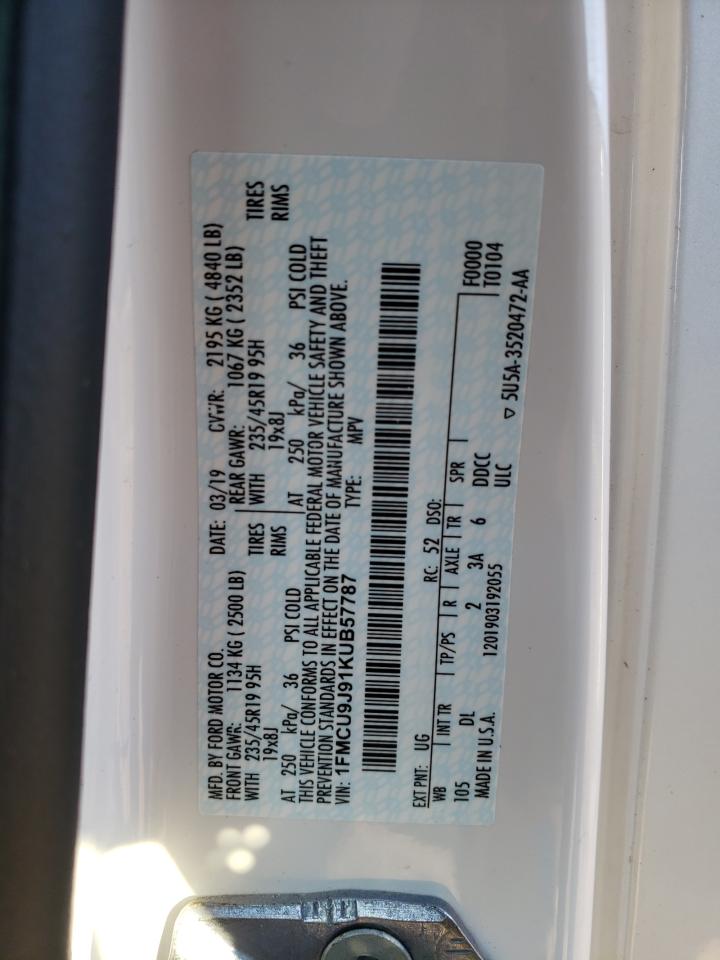 MFD. BY FORD MOTOR CO. DATE: 03/19 GVWR: 2195 KG ( 4840 LB)
FRONT GAWR: 1134 KG ( 2500 LB) REAR GAWR: 1067 KG ( 2352 LB)
WITH 235/45R19 95H TIRES WITH 235/45R19 95H TIRES
19x8J RIMS 19x8J RIMS
AT 250 kPa/ 36 PSI COLD AT 250 kPa/ 36 PSI COLD
THIS VEHICLE CONFORMS TO ALL APPLICABLE FEDERAL MOTOR VEHICLE SAFETY AND THEFT
PREVENTION STANDARDS IN EFFECT ON THE DATE OF MANUFACTURE SHOWN ABOVE.
VIN: 1FMCU9J91KUB57787 TYPE: MPV
EXT PNT: UG RC: 52 DSO:
WB INT TR TP/PS R AXLE TR SPR F0000
105 DL 2 3A 6 DDCC T0104
MADE IN U.S.A. 1201903192055 ULC ▽ 5U5A-3520472-AA